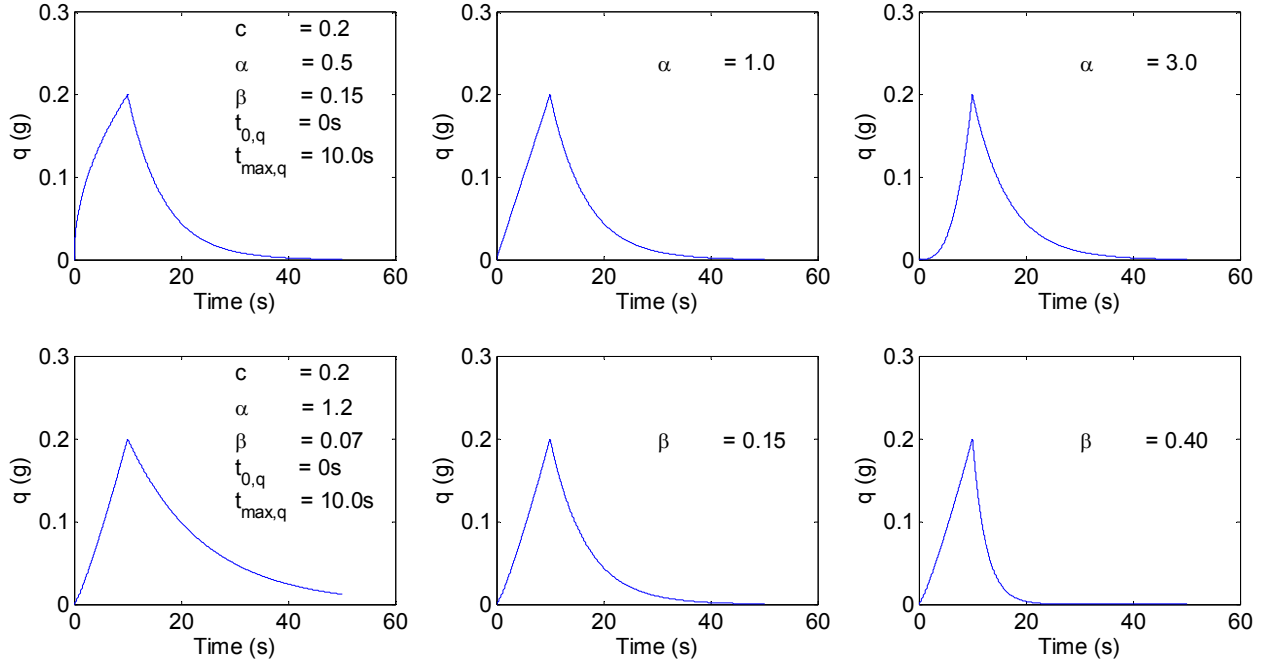 0.3
0.2
0.1
0
q (g)
c = 0.2
α = 0.5
β = 0.15
t0,q = 0s
tmax,q = 10.0s
0 20 40 60
Time (s)
0.3
0.2
0.1
0
q (g)
α = 1.0
0 20 40 60
Time (s)
0.3
0.2
0.1
0
q (g)
α = 3.0
0 20 40 60
Time (s)
0.3
0.2
0.1
0
q (g)
c = 0.2
α = 1.2
β = 0.07
t0,q = 0s
tmax,q = 10.0s
0 20 40 60
Time (s)
0.3
0.2
0.1
0
q (g)
β = 0.15
0 20 40 60
Time (s)
0.3
0.2
0.1
0
q (g)
β = 0.40
0 20 40 60
Time (s)